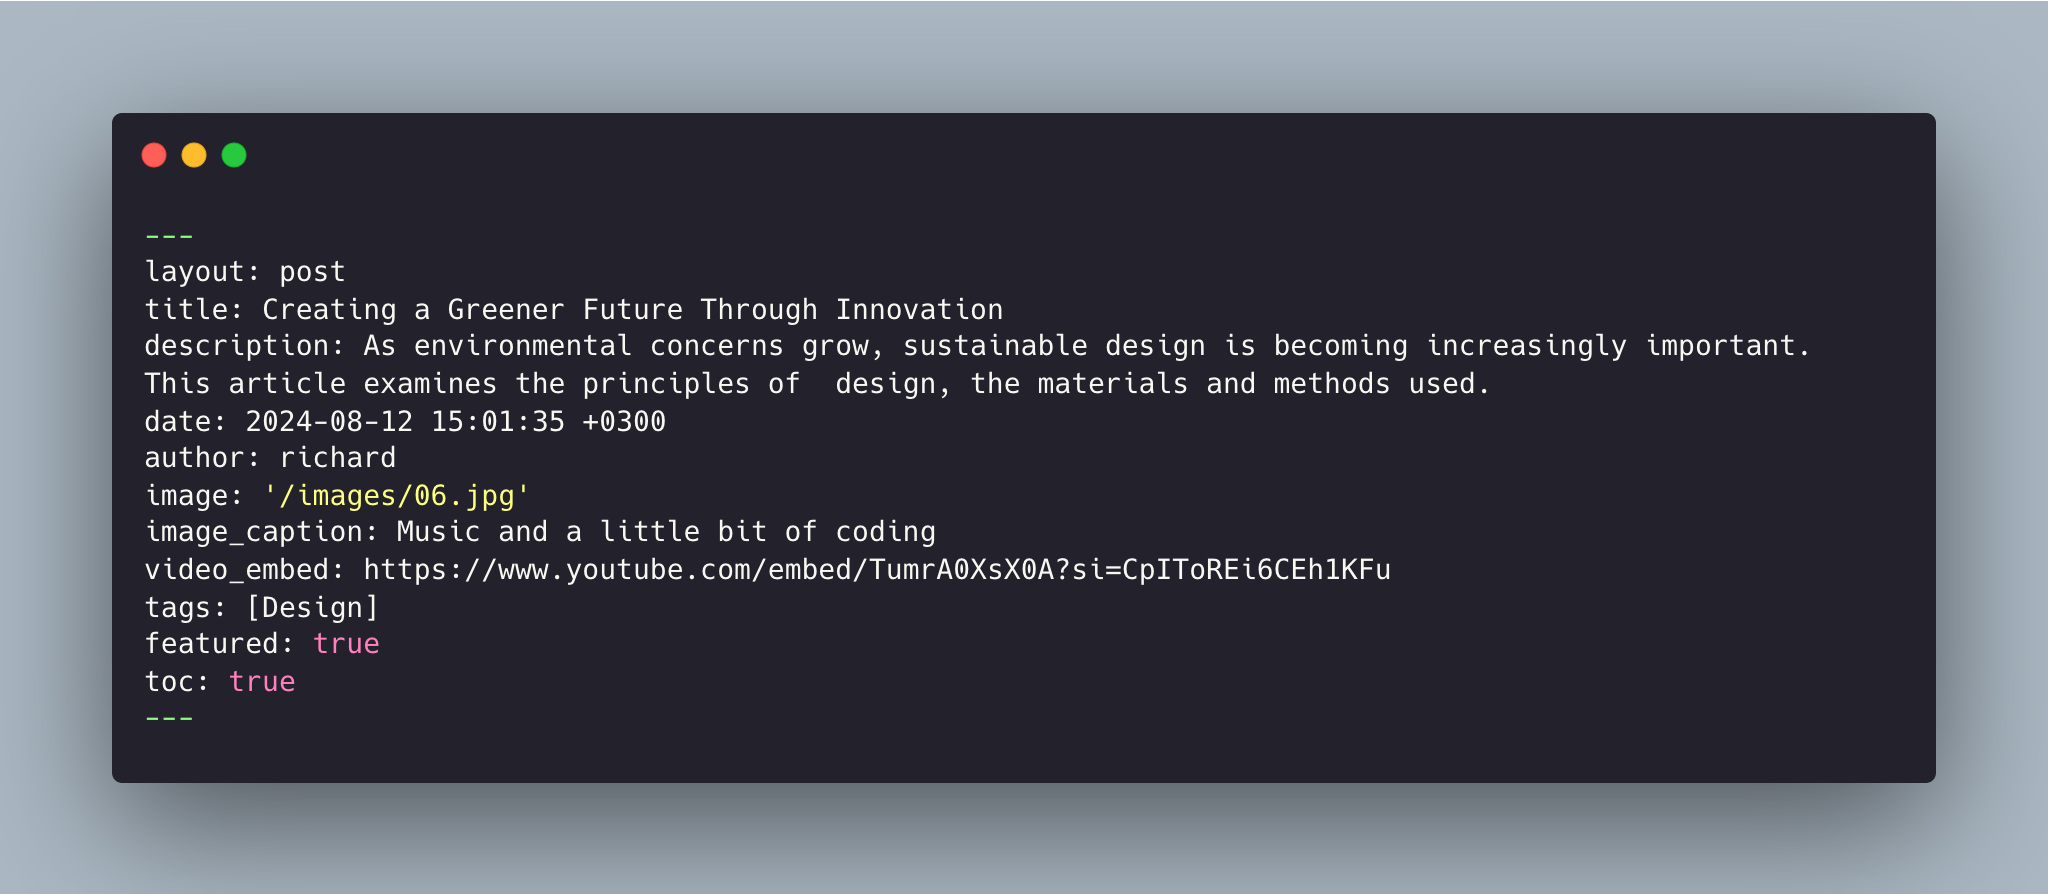 ---
layout: post
title: Creating a Greener Future Through Innovation
description: As environmental concerns grow, sustainable design is becoming increasingly important.
This article examines the principles of  design, the materials and methods used.
date: 2024-08-12 15:01:35 +0300
author: richard
image: '/images/06.jpg'
image_caption: Music and a little bit of coding
video_embed: https://www.youtube.com/embed/TumrA0XsX0A?si=CpIToREi6CEh1KFu
tags: [Design]
featured: true
toc: true
---